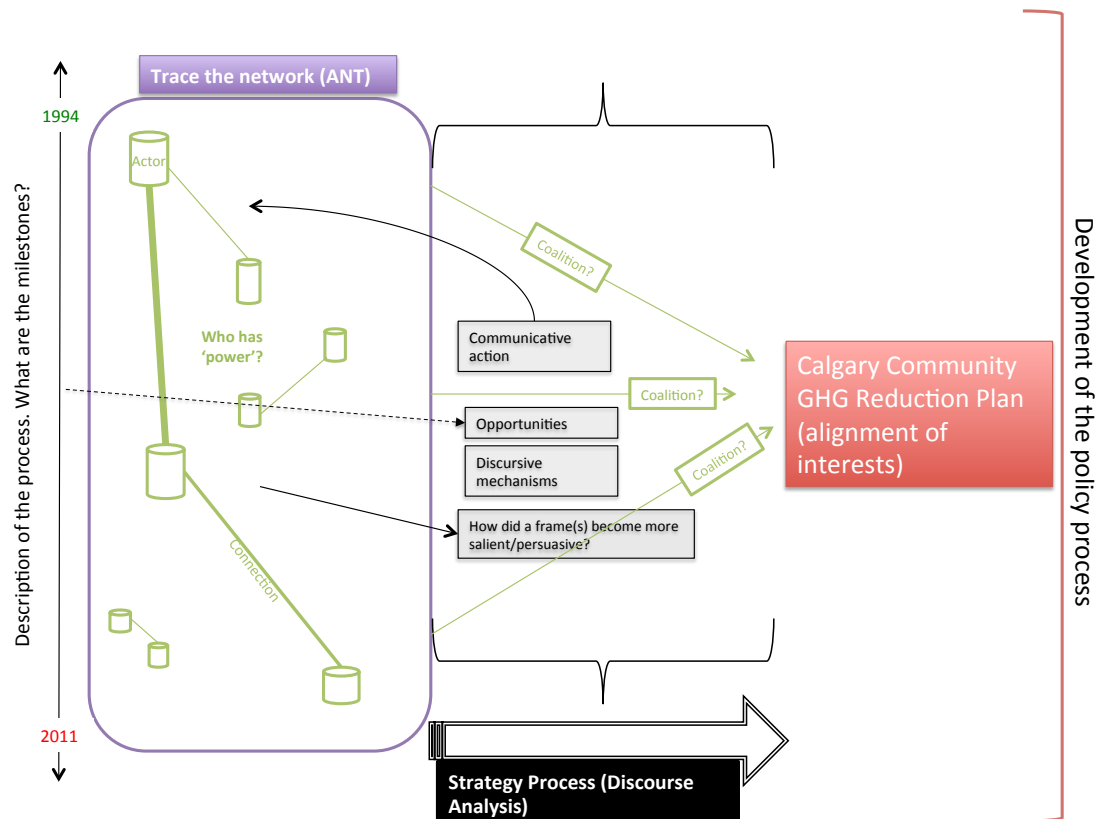 Trace the network (ANT)
1994
Actor
Description of the process. What are the milestones?
Who has
‘power’?
Connection
2011
Coalition?
Communicative
action
Coalition?
Opportunities
Discursive
mechanisms
Coalition?
How did a frame(s) become more
salient/persuasive?
Calgary Community
GHG Reduction Plan
(alignment of
interests)
Development of the policy process
Strategy Process (Discourse
Analysis)